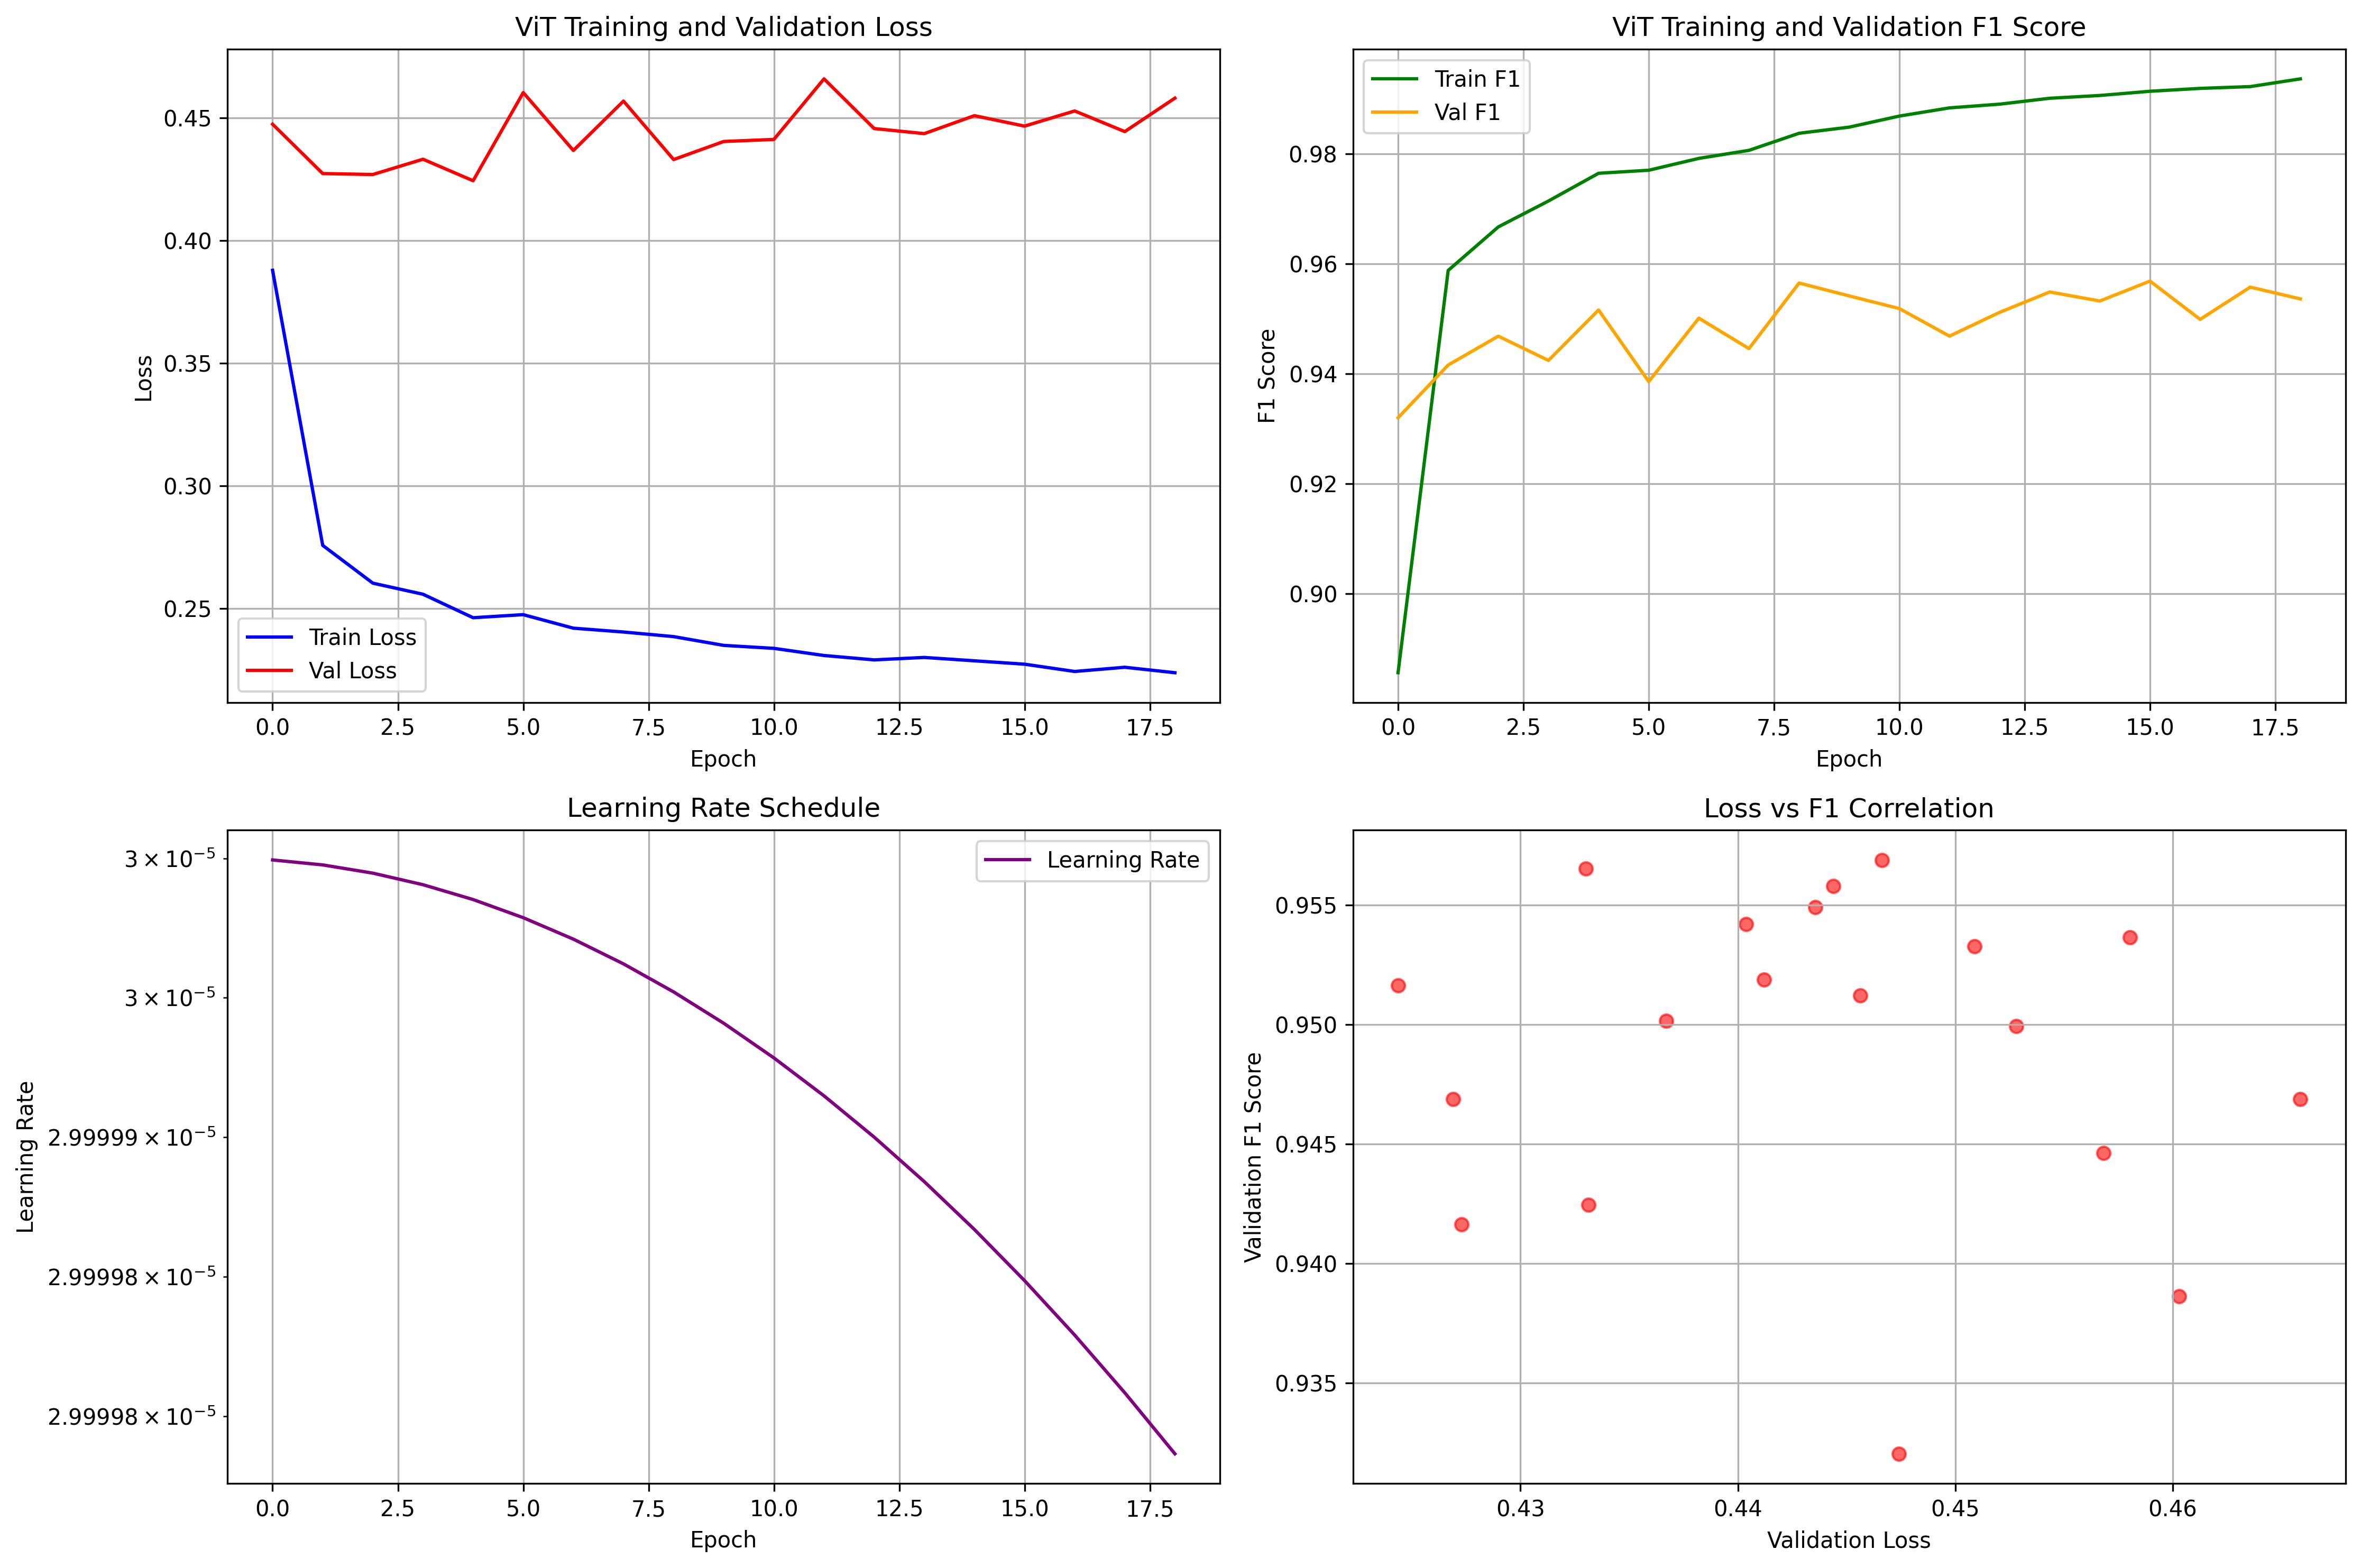 ViT Training and Validation Loss
Loss
0.45
0.40
0.35
0.30
0.25
Train Loss
Val Loss
0.0 2.5 5.0 7.5 10.0 12.5 15.0 17.5
Epoch
ViT Training and Validation F1 Score
F1 Score
0.98
0.96
0.94
0.92
0.90
Train F1
Val F1
0.0 2.5 5.0 7.5 10.0 12.5 15.0 17.5
Epoch
Learning Rate Schedule
Learning Rate
3 × 10⁻⁵
3 × 10⁻⁵
2.99999 × 10⁻⁵
2.99998 × 10⁻⁵
2.99998 × 10⁻⁵
Learning Rate
0.0 2.5 5.0 7.5 10.0 12.5 15.0 17.5
Epoch
Loss vs F1 Correlation
Validation F1 Score
0.955
0.950
0.945
0.940
0.935
0.43 0.44 0.45 0.46
Validation Loss